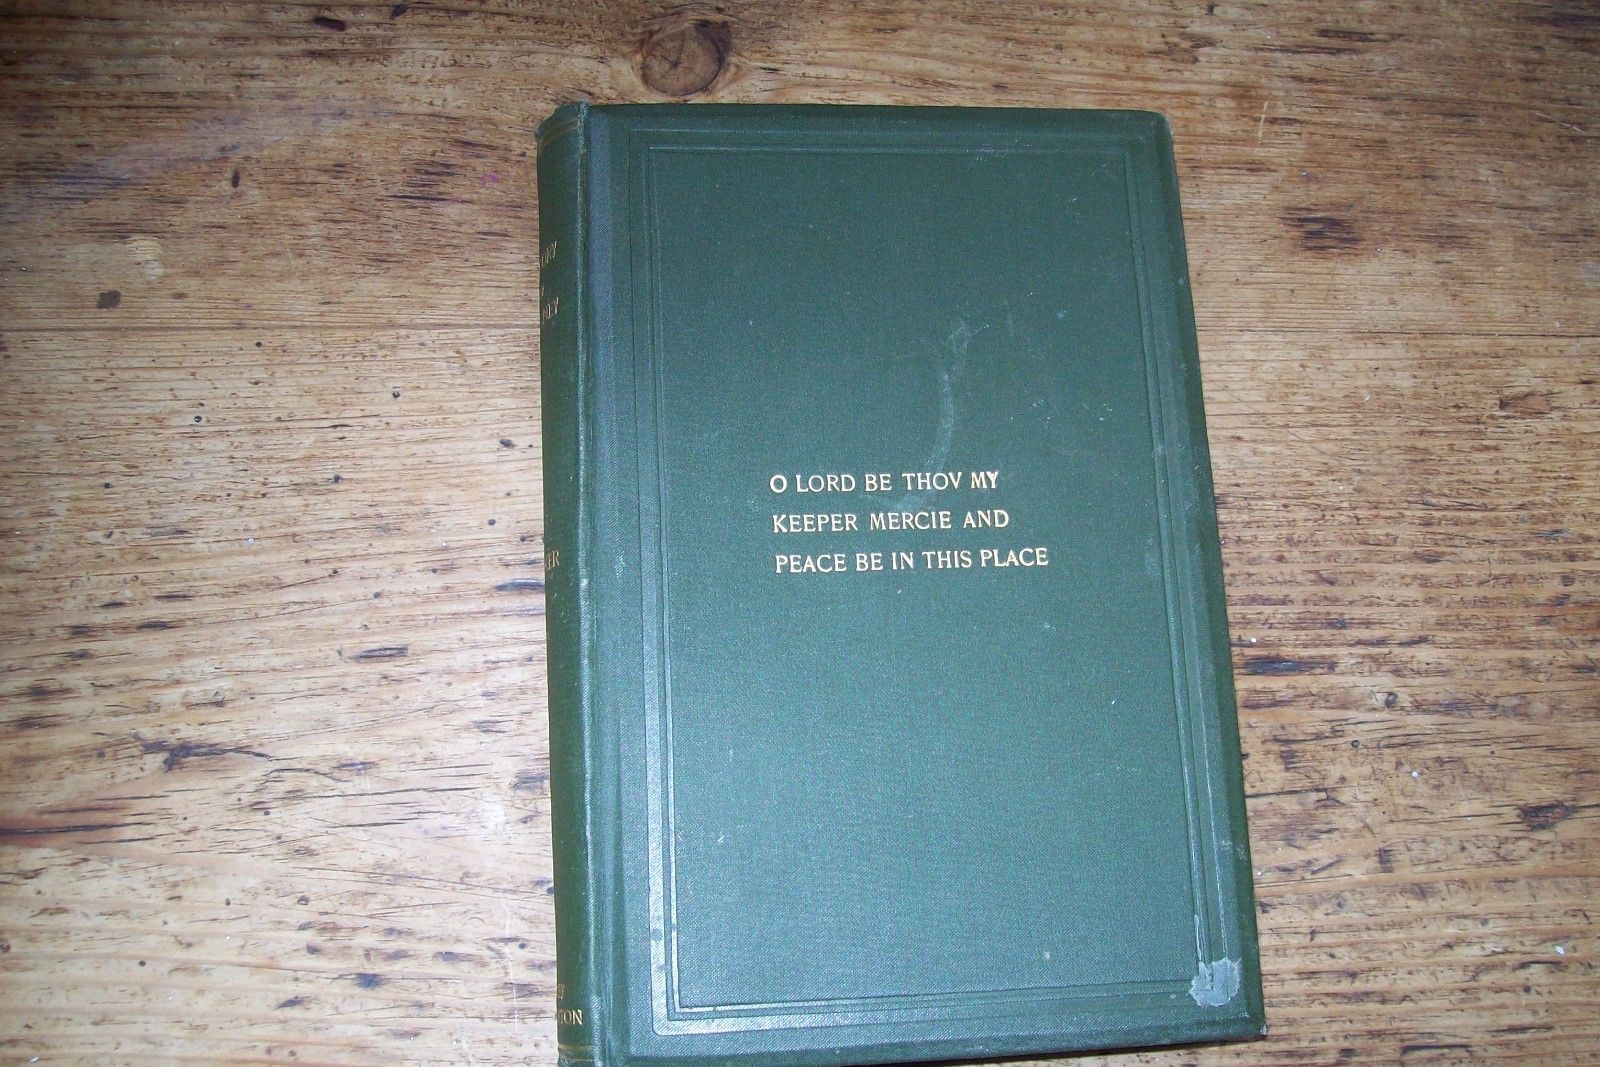 O LORD BE THOV MY
KEEPER MERCIE AND
PEACE BE IN THIS PLACE